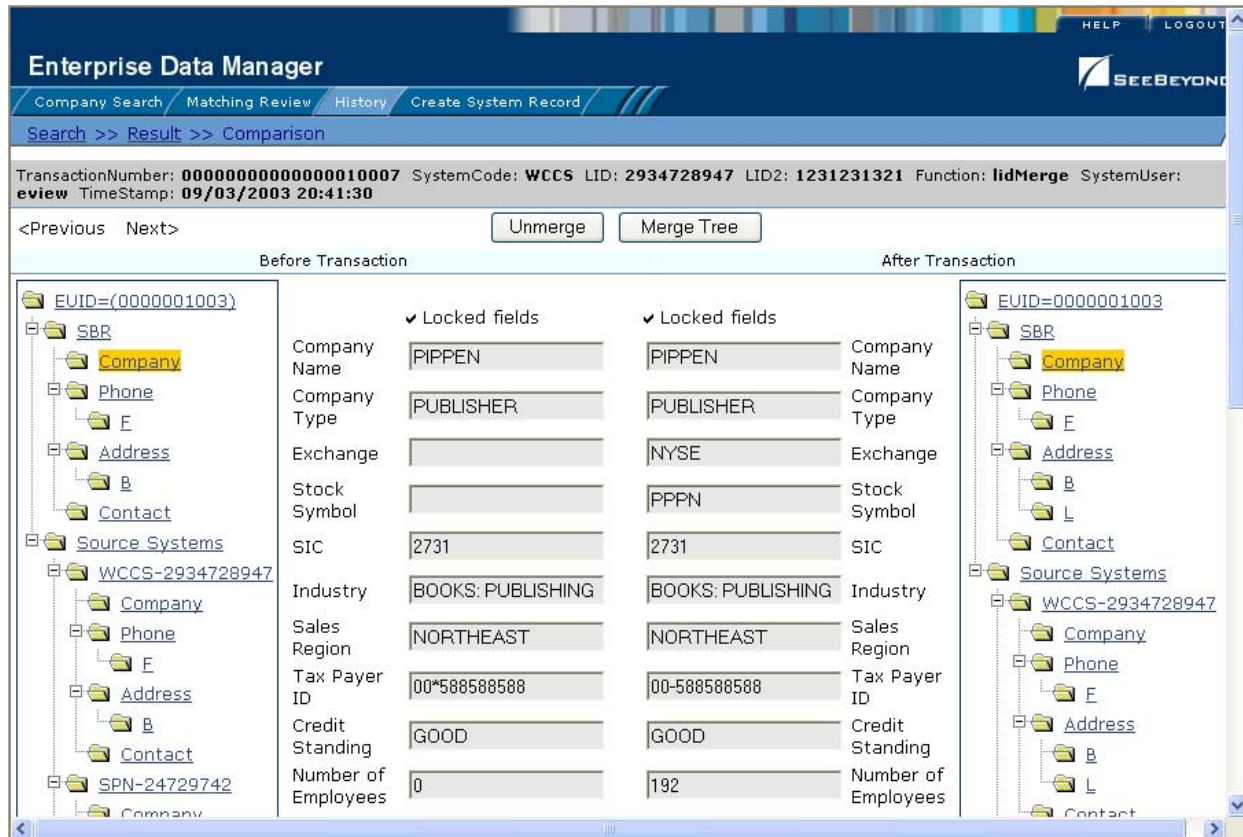 HELP LOGOUT
Enterprise Data Manager
SEEBEYOND
Company Search Matching Review History Create System Record
Search >> Result >> Comparison
TransactionNumber: 00000000000000010007 SystemCode: WCCS LID: 2934728947 LID2: 1231231321 Function: lidMerge SystemUser:
eview TimeStamp: 09/03/2003 20:41:30
<Previous Next> Unmerge Merge Tree
Before Transaction After Transaction
EUID=(0000001003)
SBR
Company
Phone
F
Address
B
Contact
Source Systems
WCCS-2934728947
Company
Phone
F
Address
B
Contact
SPN-24729742
Company
✔ Locked fields ✔ Locked fields
Company Name PIPPEN PIPPEN Company Name
Company Type PUBLISHER PUBLISHER Company Type
Exchange NYSE Exchange
Stock Symbol PPPN Stock Symbol
SIC 2731 2731 SIC
Industry BOOKS: PUBLISHING BOOKS: PUBLISHING Industry
Sales Region NORTHEAST NORTHEAST Sales Region
Tax Payer ID 00*588588588 00-588588588 Tax Payer ID
Credit Standing GOOD GOOD Credit Standing
Number of Employees 0 192 Number of Employees
EUID=0000001003
SBR
Company
Phone
F
Address
B
L
Contact
Source Systems
WCCS-2934728947
Company
Phone
F
Address
B
L
Contact